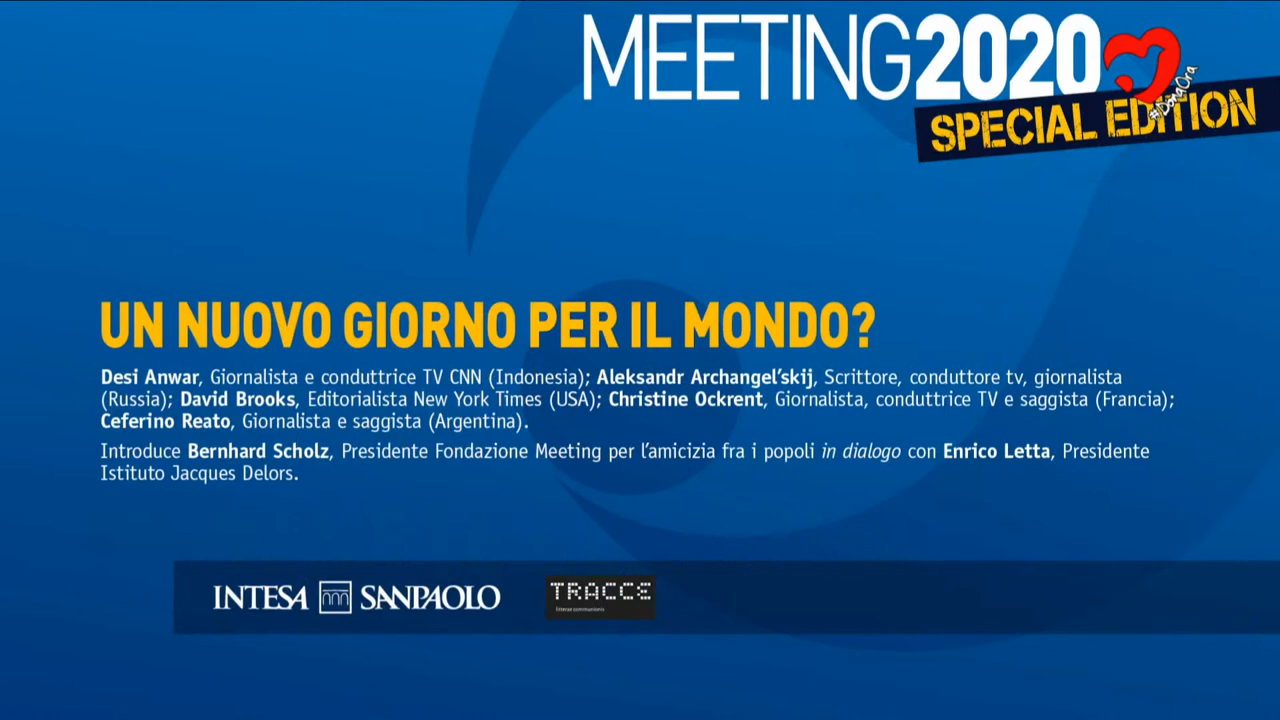 MEETING2020
#DonaOra
SPECIAL EDITION
UN NUOVO GIORNO PER IL MONDO?
Desi Anwar, Giornalista e conduttrice TV CNN (Indonesia); Aleksandr Archangel'skij, Scrittore, conduttore tv, giornalista
(Russia); David Brooks, Editorialista New York Times (USA); Christine Ockrent, Giornalista, conduttrice TV e saggista (Francia);
Ceferino Reato, Giornalista e saggista (Argentina).
Introduce Bernhard Scholz, Presidente Fondazione Meeting per l'amicizia fra i popoli in dialogo con Enrico Letta, Presidente
Istituto Jacques Delors.
INTESA SANPAOLO
TRACCE
litterae communionis